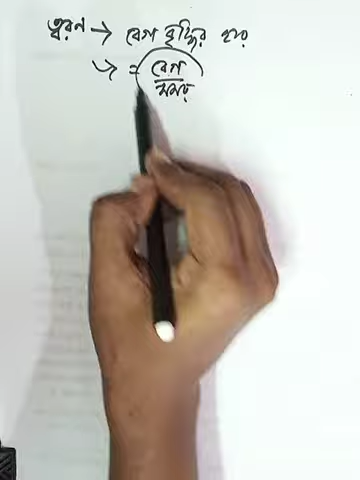 ত্বরণ → বেগ বৃদ্ধির হার
↳ = বেগ / সময়